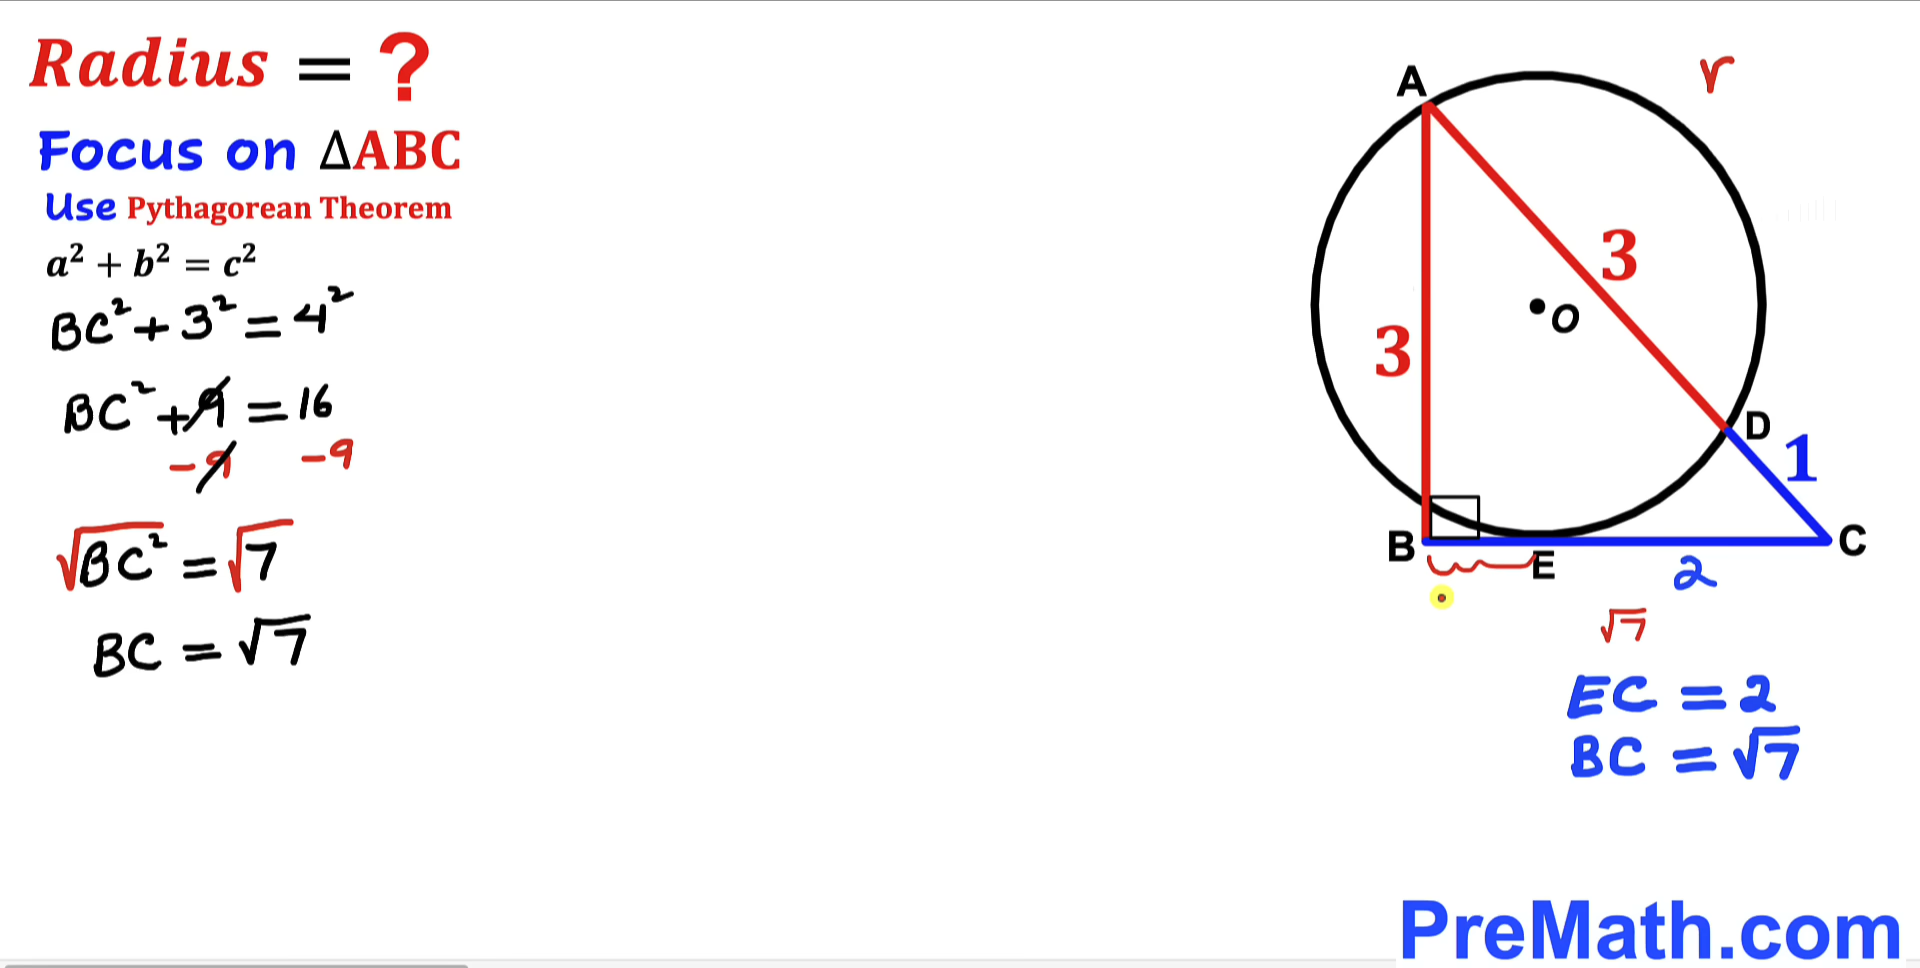 Radius = ?
Focus on ΔABC
Use Pythagorean Theorem
a² + b² = c²
BC² + 3² = 4²
BC² + 9 = 16
-9 -9
√BC² = √7
BC = √7
r
A
3
O
3
D
1
B
E
C
2
√7
EC = 2
BC = √7
PreMath.com